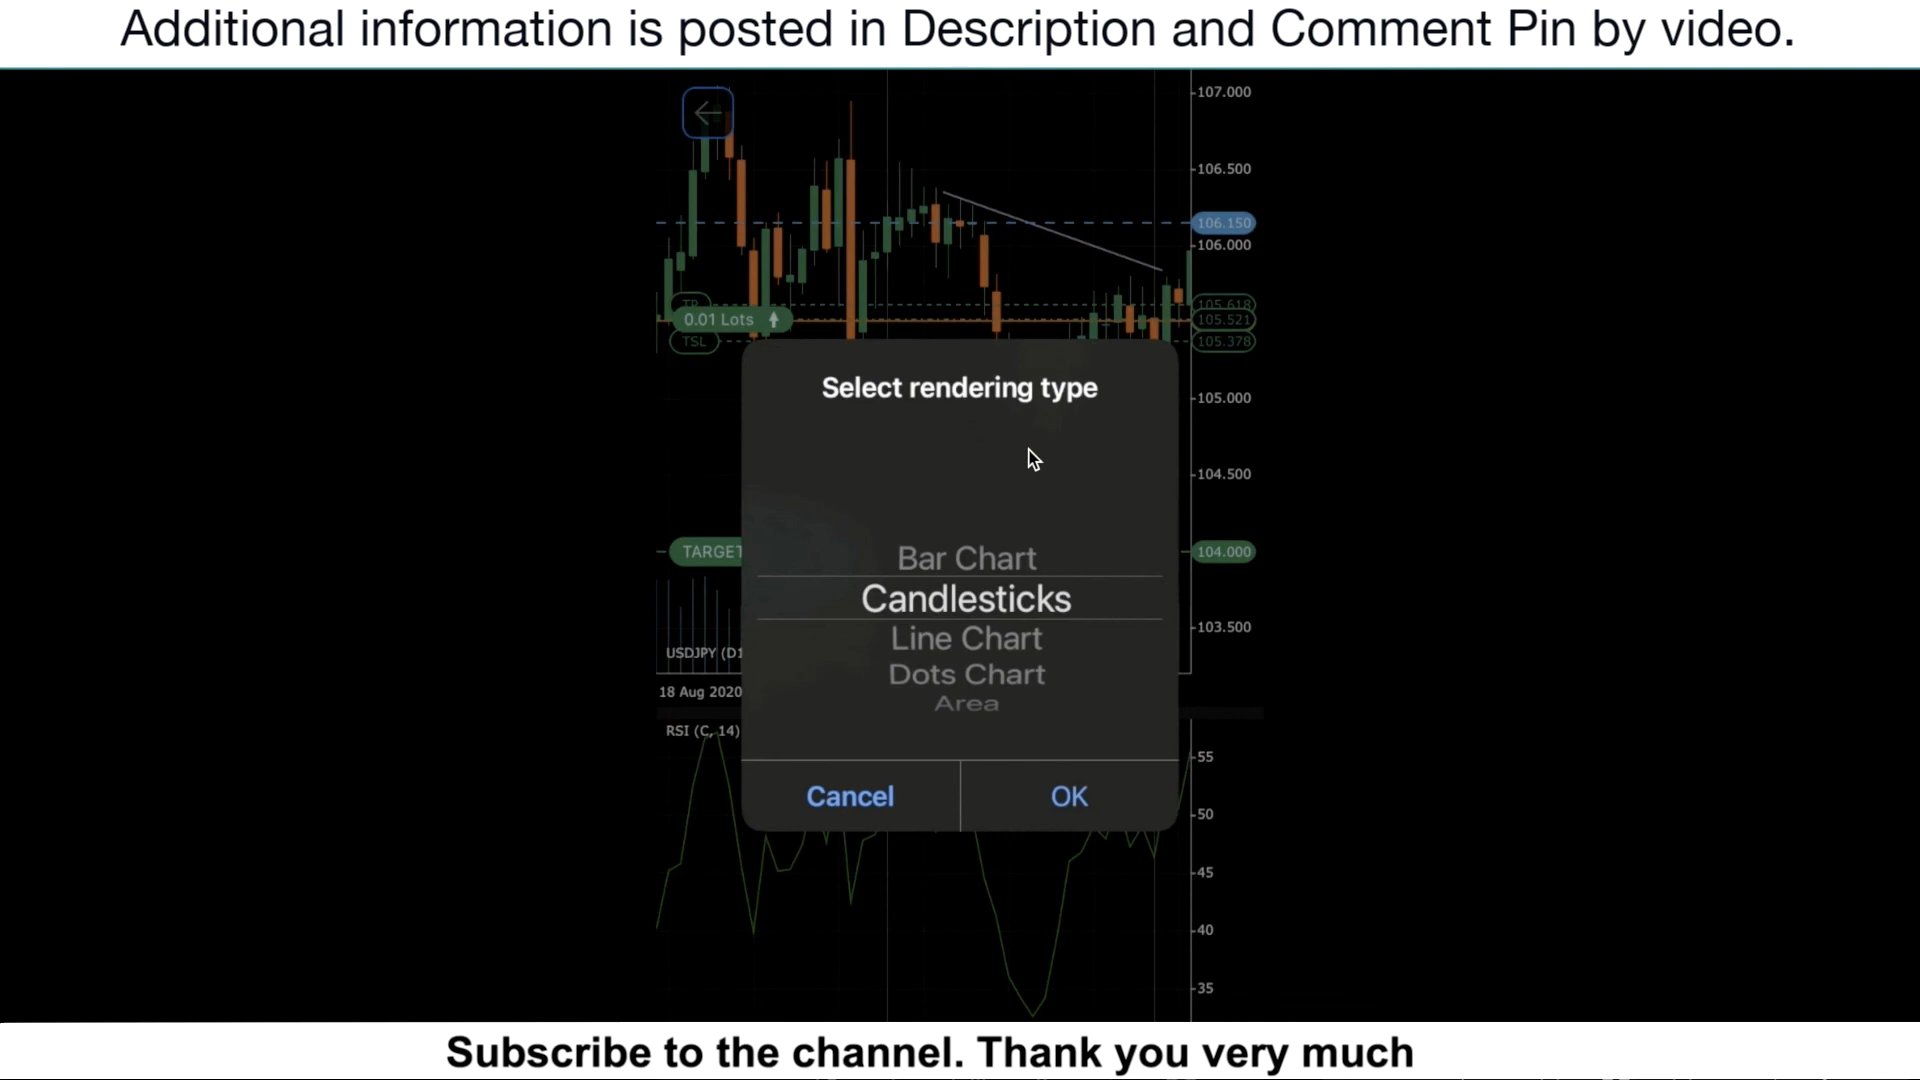 Additional information is posted in Description and Comment Pin by video.
107.000
106.500
106.150
106.000
TP
105.618
0.01 Lots
105.521
TSL
105.378
Select rendering type
105.000
104.500
TARGET
104.000
Bar Chart
Candlesticks
Line Chart
Dots Chart
Area
103.500
USDJPY (D1
18 Aug 2020
RSI (C, 14)
55
Cancel
OK
50
45
40
35
Subscribe to the channel. Thank you very much